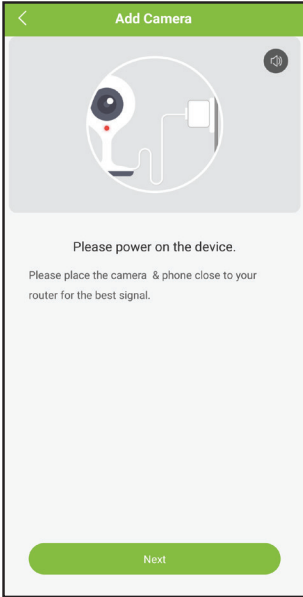 Add Camera
Please power on the device.
Please place the camera & phone close to your
router for the best signal.
Next